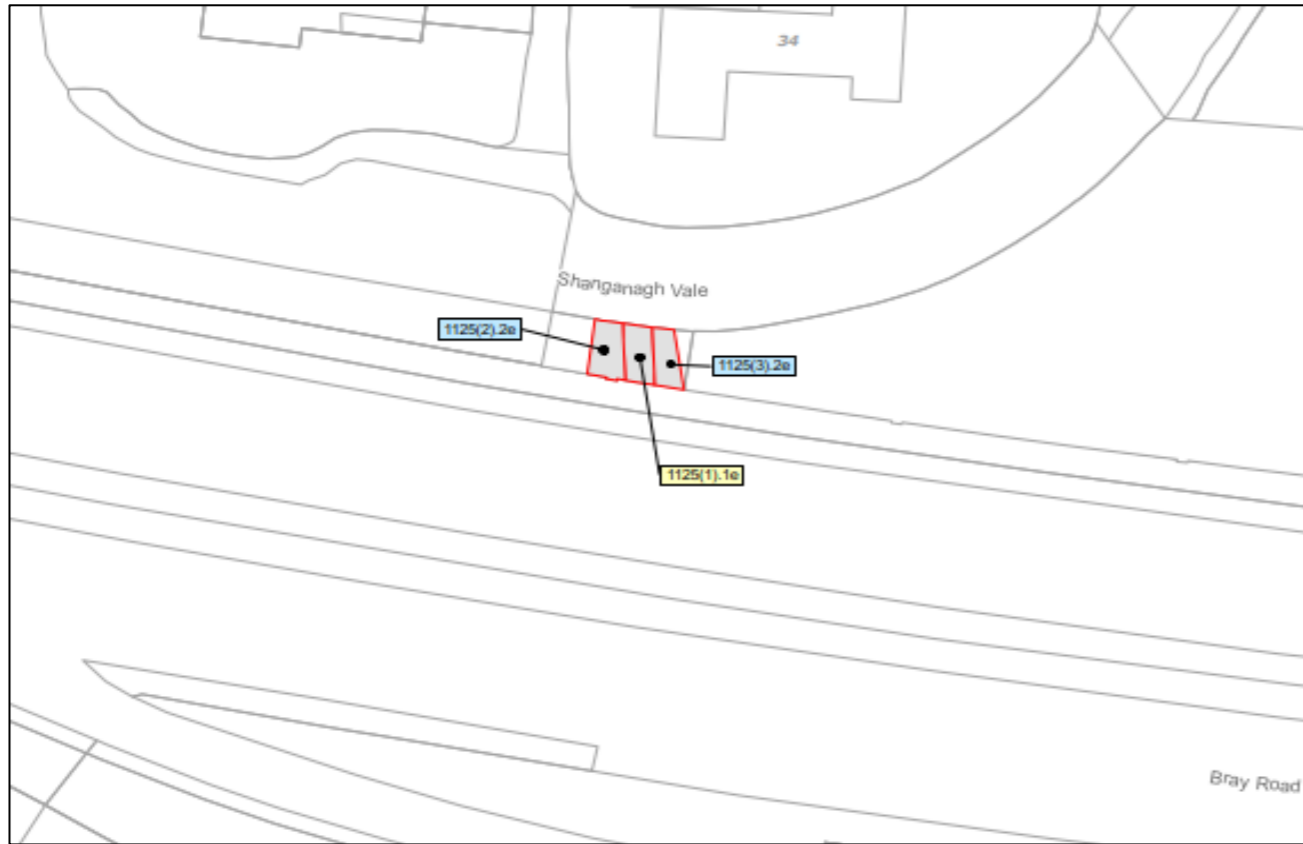 34
Shanganagh Vale
1125(2).2e
1125(3).2e
1125(1).1e
Bray Road